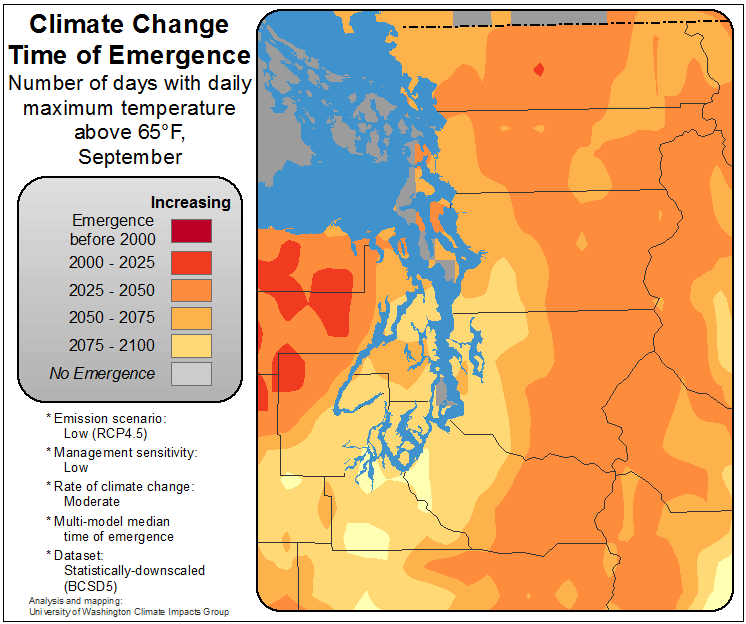 Climate Change
Time of Emergence
Number of days with daily
maximum temperature
above 65°F,
September
Increasing
Emergence
before 2000
2000 - 2025
2025 - 2050
2050 - 2075
2075 - 2100
No Emergence
* Emission scenario:
Low (RCP4.5)
* Management sensitivity:
Low
* Rate of climate change:
Moderate
* Multi-model median
time of emergence
* Dataset:
Statistically-downscaled
(BCSD5)
Analysis and mapping:
University of Washington Climate Impacts Group